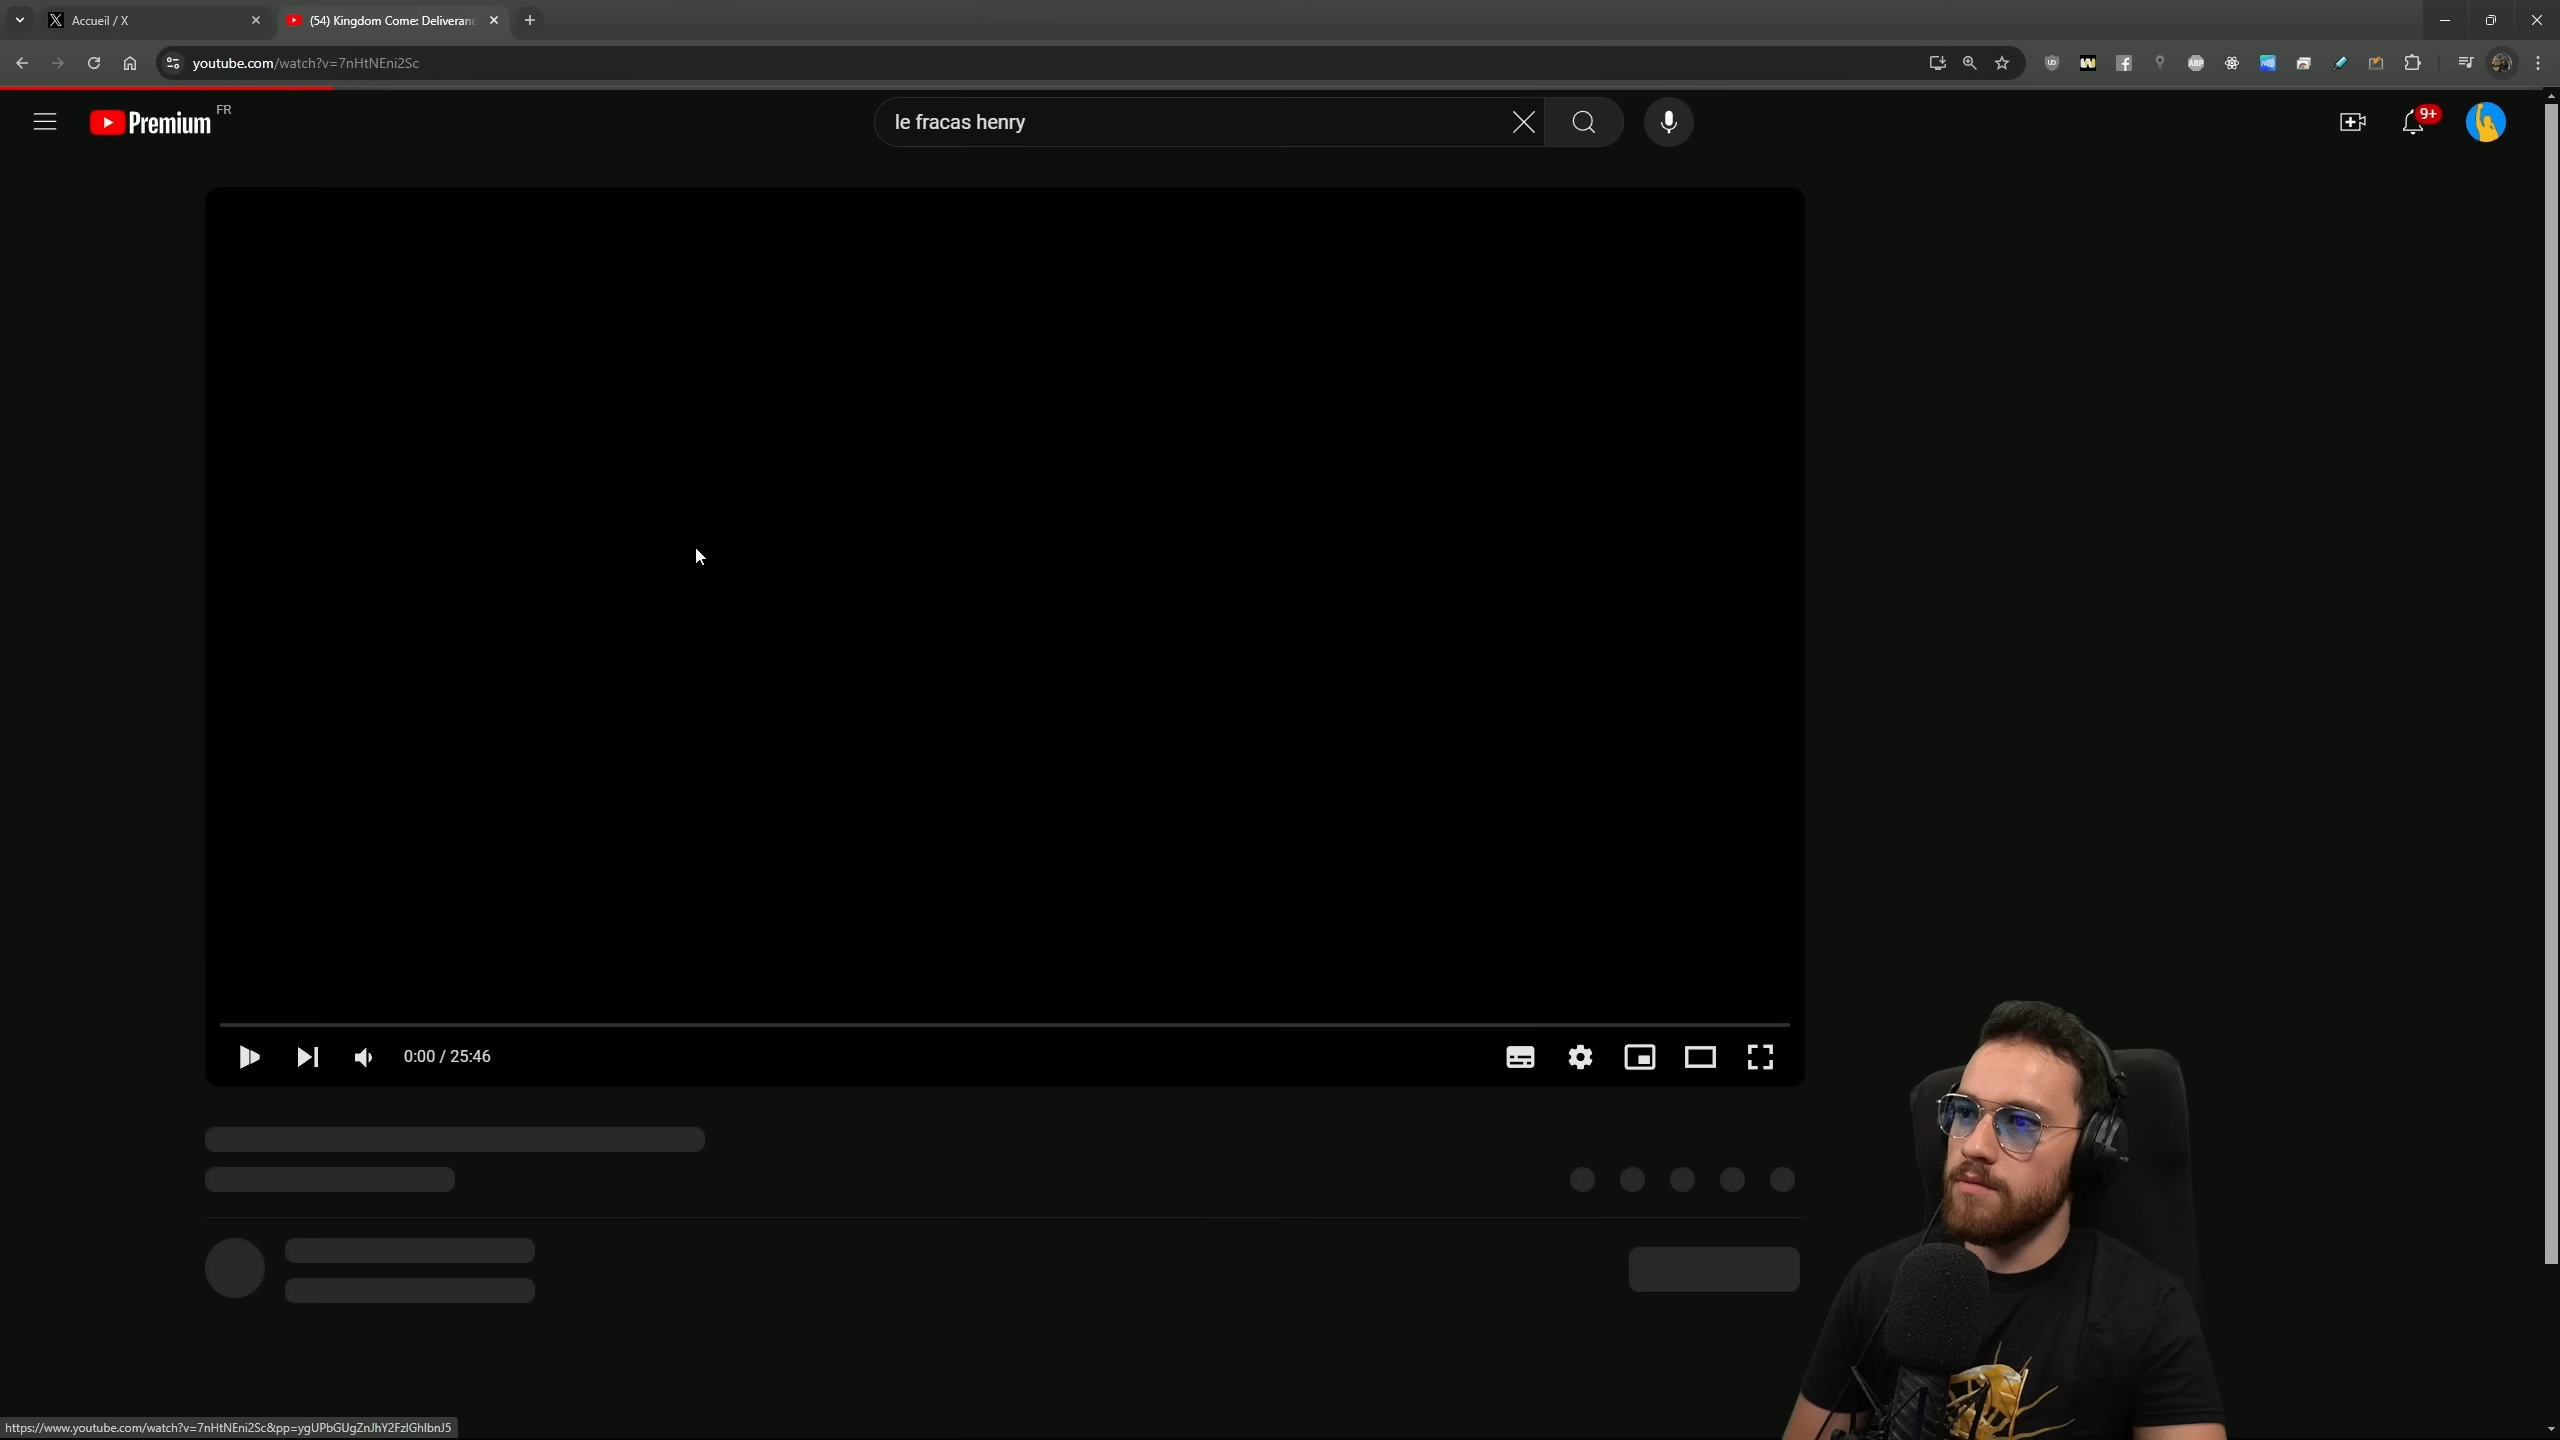 Accueil / X
(54) Kingdom Come: Deliveranc
youtube.com/watch?v=7nHtNEni2Sc
Premium
FR
le fracas henry
9+
0:00 / 25:46
https://www.youtube.com/watch?v=7nHtNEni2Sc&pp=ygUPbGUgZnJhY2FzIGhlbnJ5